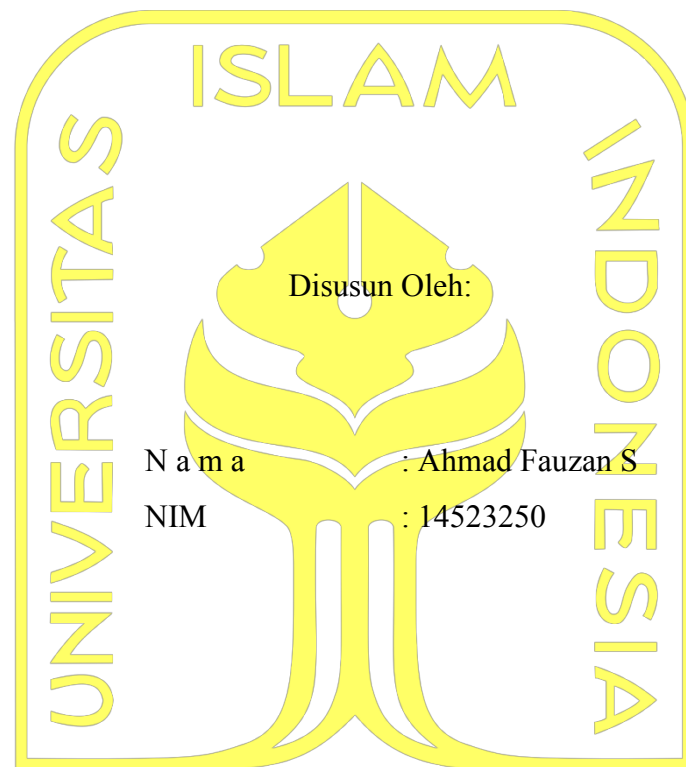 ISLAM
UNIVERSITAS
INDONESIA
Disusun Oleh:
N a m a : Ahmad Fauzan S
NIM : 14523250